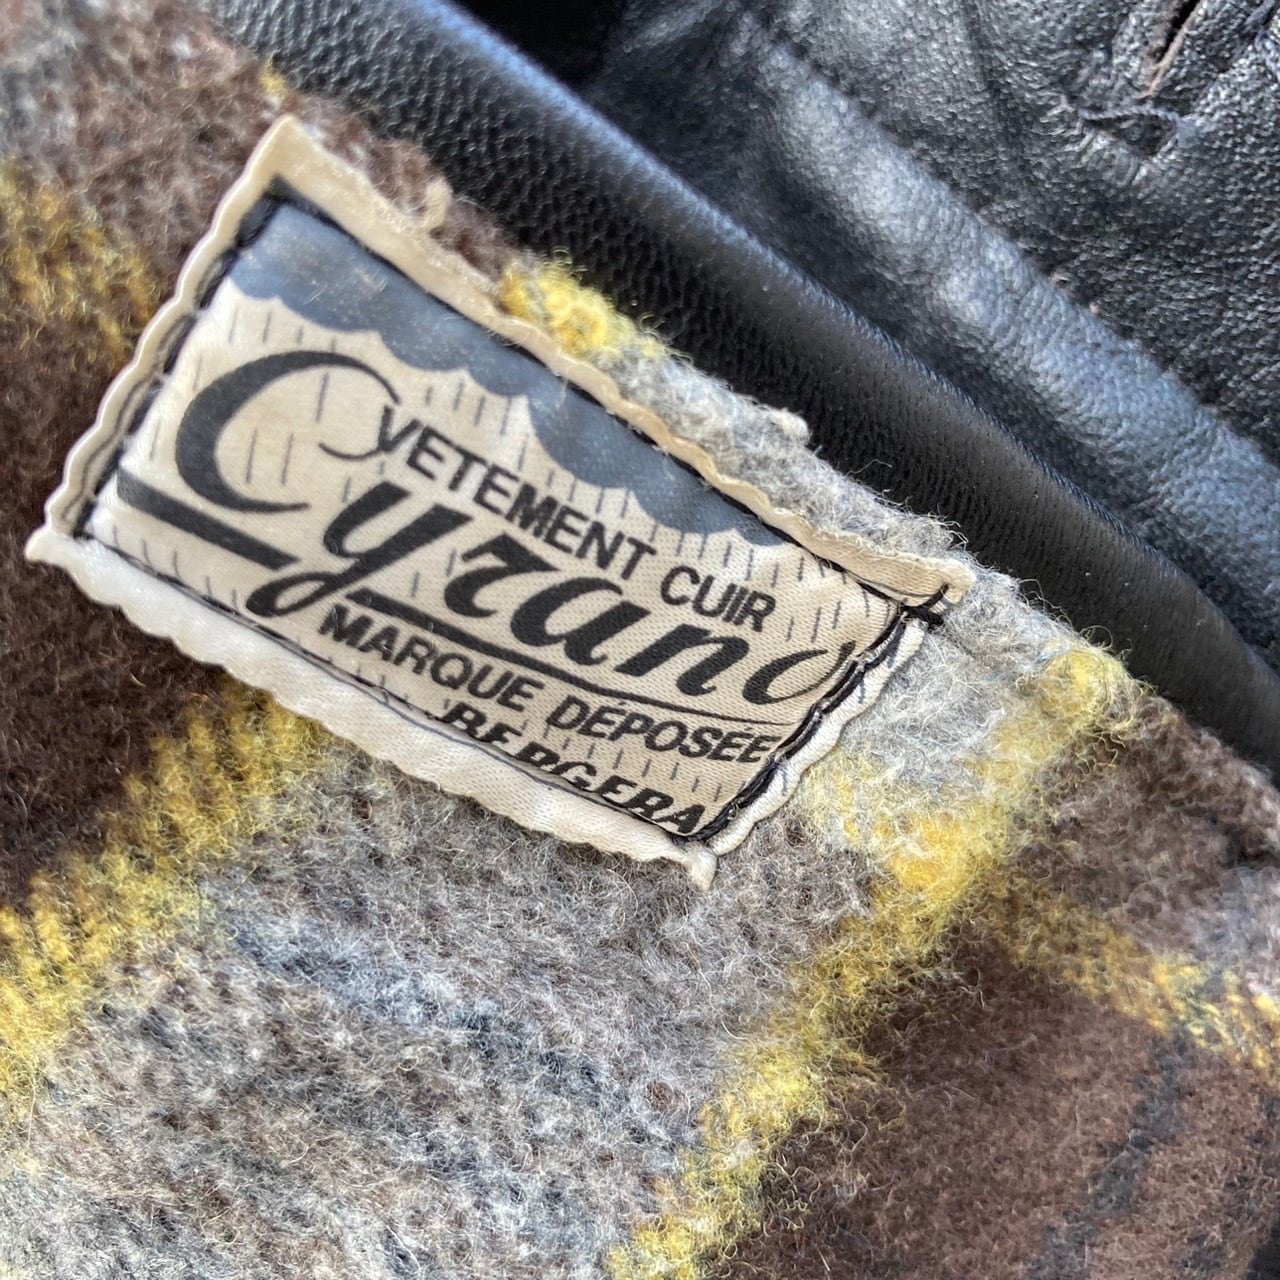 VETEMENT CUIR
Cyrano
MARQUE DÉPOSÉE